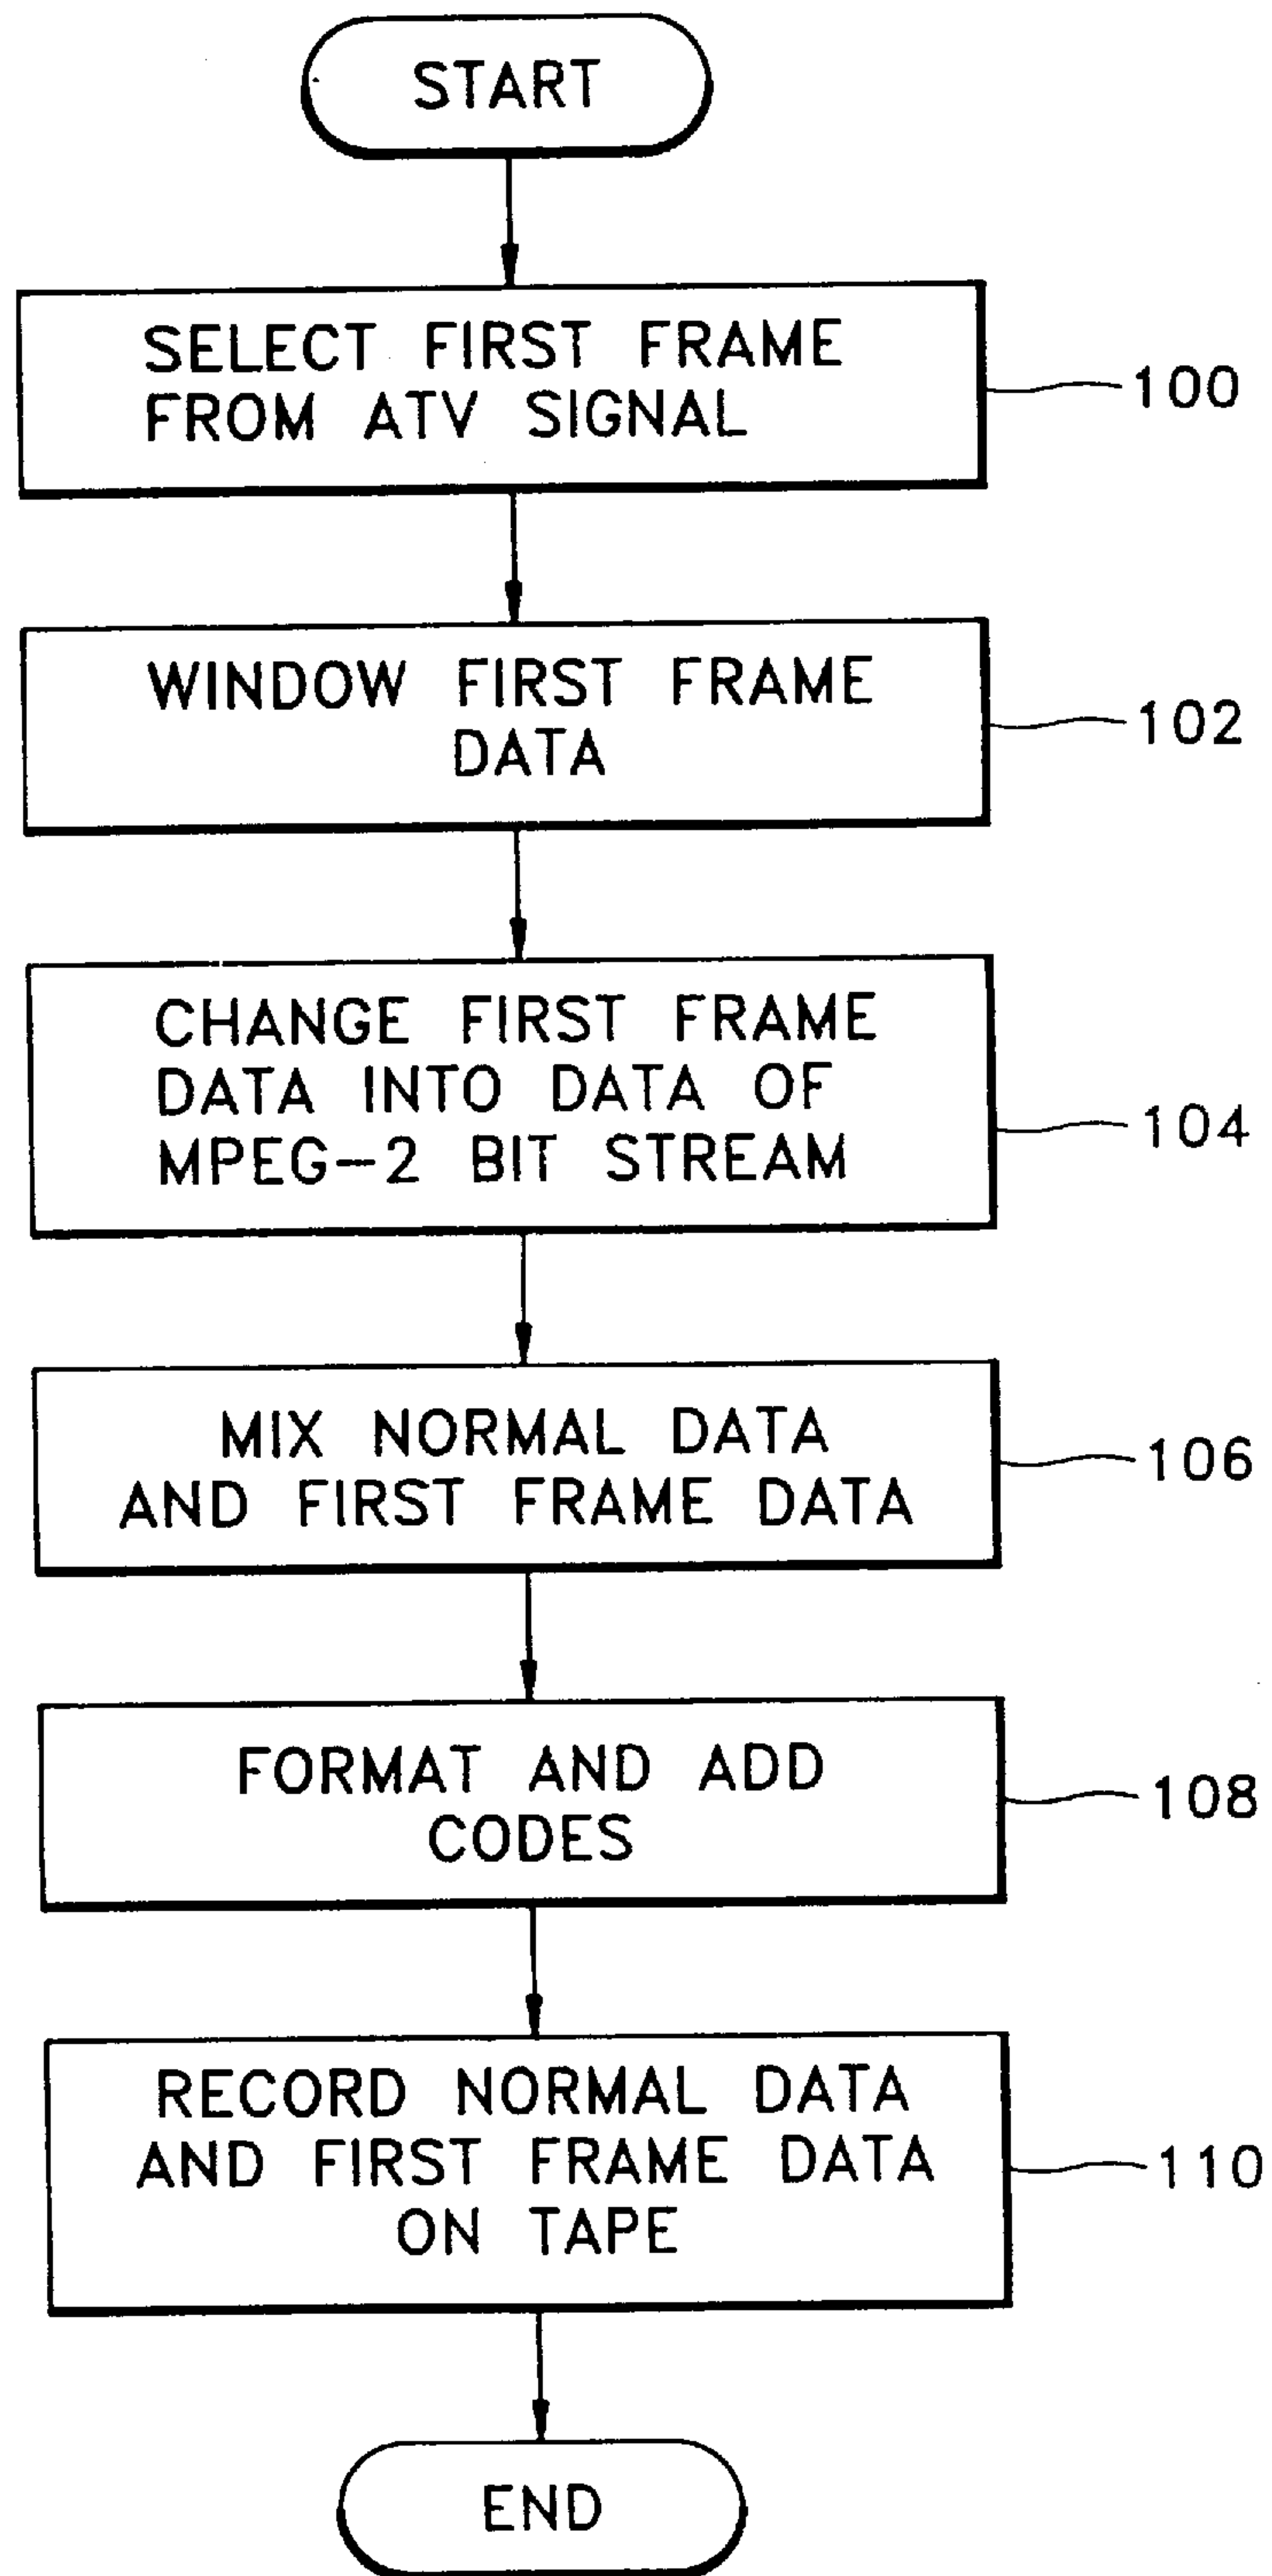 START
SELECT FIRST FRAME
FROM ATV SIGNAL
100
WINDOW FIRST FRAME
DATA
102
CHANGE FIRST FRAME
DATA INTO DATA OF
MPEG-2 BIT STREAM
104
MIX NORMAL DATA
AND FIRST FRAME DATA
106
FORMAT AND ADD
CODES
108
RECORD NORMAL DATA
AND FIRST FRAME DATA
ON TAPE
110
END